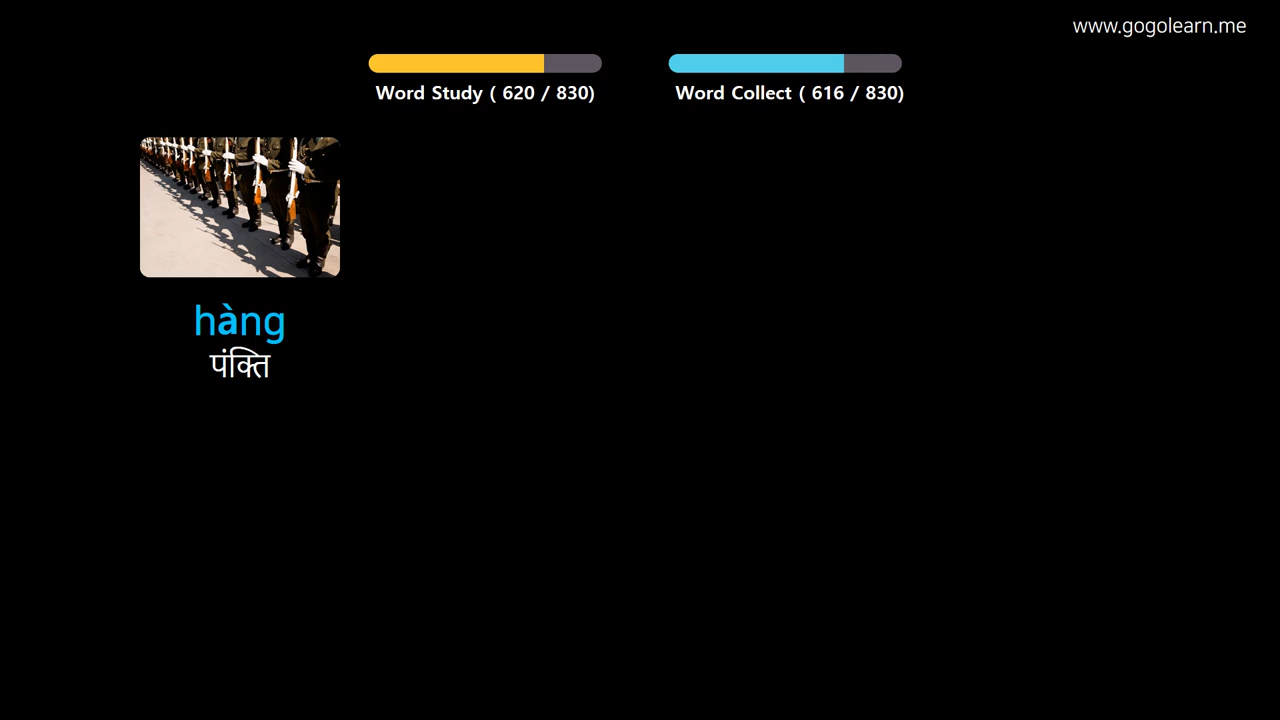 www.gogolearn.me
Word Study ( 620 / 830)
Word Collect ( 616 / 830)
hàng
पंक्ति